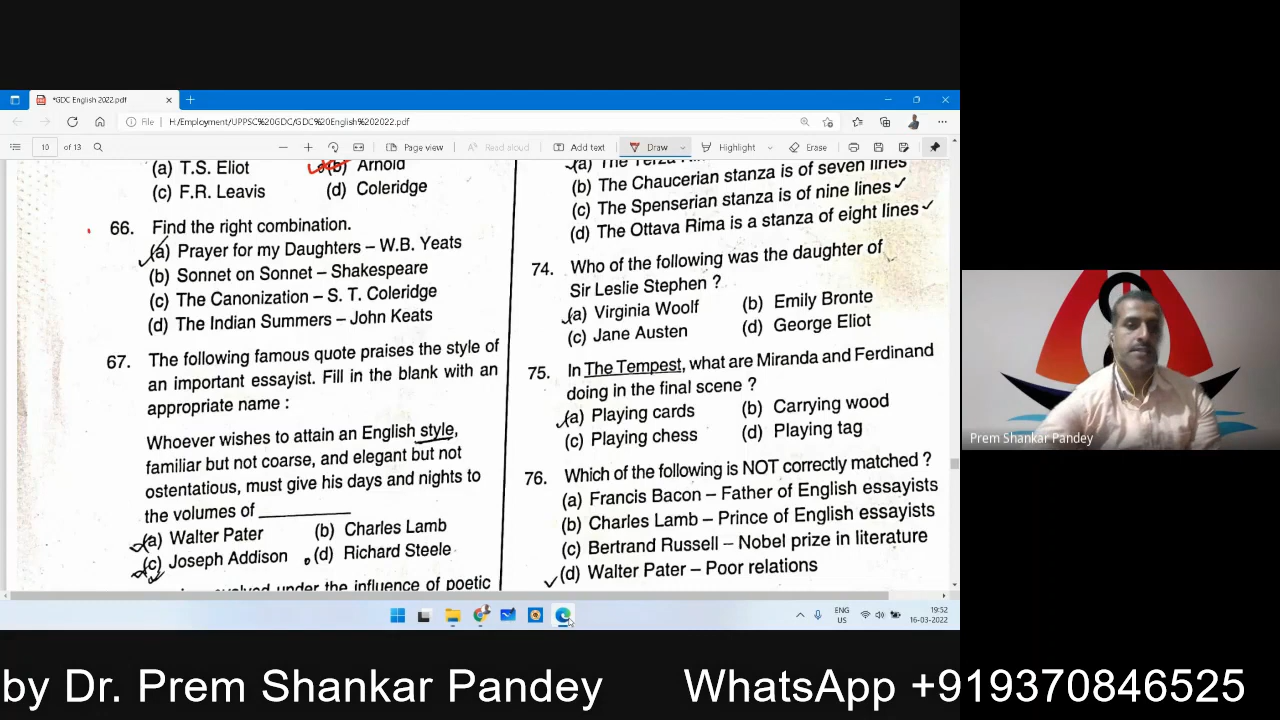 *GDC English 2022.pdf
File H:/Employment/UPPSC%20GDC/GDC%20English%202022.pdf
10 of 13 Page view Read aloud Add text Draw Highlight Erase
(a) T.S. Eliot (b) Arnold
(c) F.R. Leavis (d) Coleridge
66. Find the right combination.
(a) Prayer for my Daughters – W.B. Yeats
(b) Sonnet on Sonnet – Shakespeare
(c) The Canonization – S. T. Coleridge
(d) The Indian Summers – John Keats
67. The following famous quote praises the style of
an important essayist. Fill in the blank with an
appropriate name :
Whoever wishes to attain an English style,
familiar but not coarse, and elegant but not
ostentatious, must give his days and nights to
the volumes of ____________
(a) Walter Pater (b) Charles Lamb
(c) Joseph Addison (d) Richard Steele
evolved under the influence of poetic
(a) The Terza
(b) The Chaucerian stanza is of seven lines
(c) The Spenserian stanza is of nine lines
(d) The Ottava Rima is a stanza of eight lines
74. Who of the following was the daughter of
Sir Leslie Stephen ?
(a) Virginia Woolf (b) Emily Bronte
(c) Jane Austen (d) George Eliot
75. In The Tempest, what are Miranda and Ferdinand
doing in the final scene ?
(a) Playing cards (b) Carrying wood
(c) Playing chess (d) Playing tag
76. Which of the following is NOT correctly matched ?
(a) Francis Bacon – Father of English essayists
(b) Charles Lamb – Prince of English essayists
(c) Bertrand Russell – Nobel prize in literature
(d) Walter Pater – Poor relations
Prem Shankar Pandey
ENG
US
19:52
16-03-2022
by Dr. Prem Shankar Pandey WhatsApp +919370846525